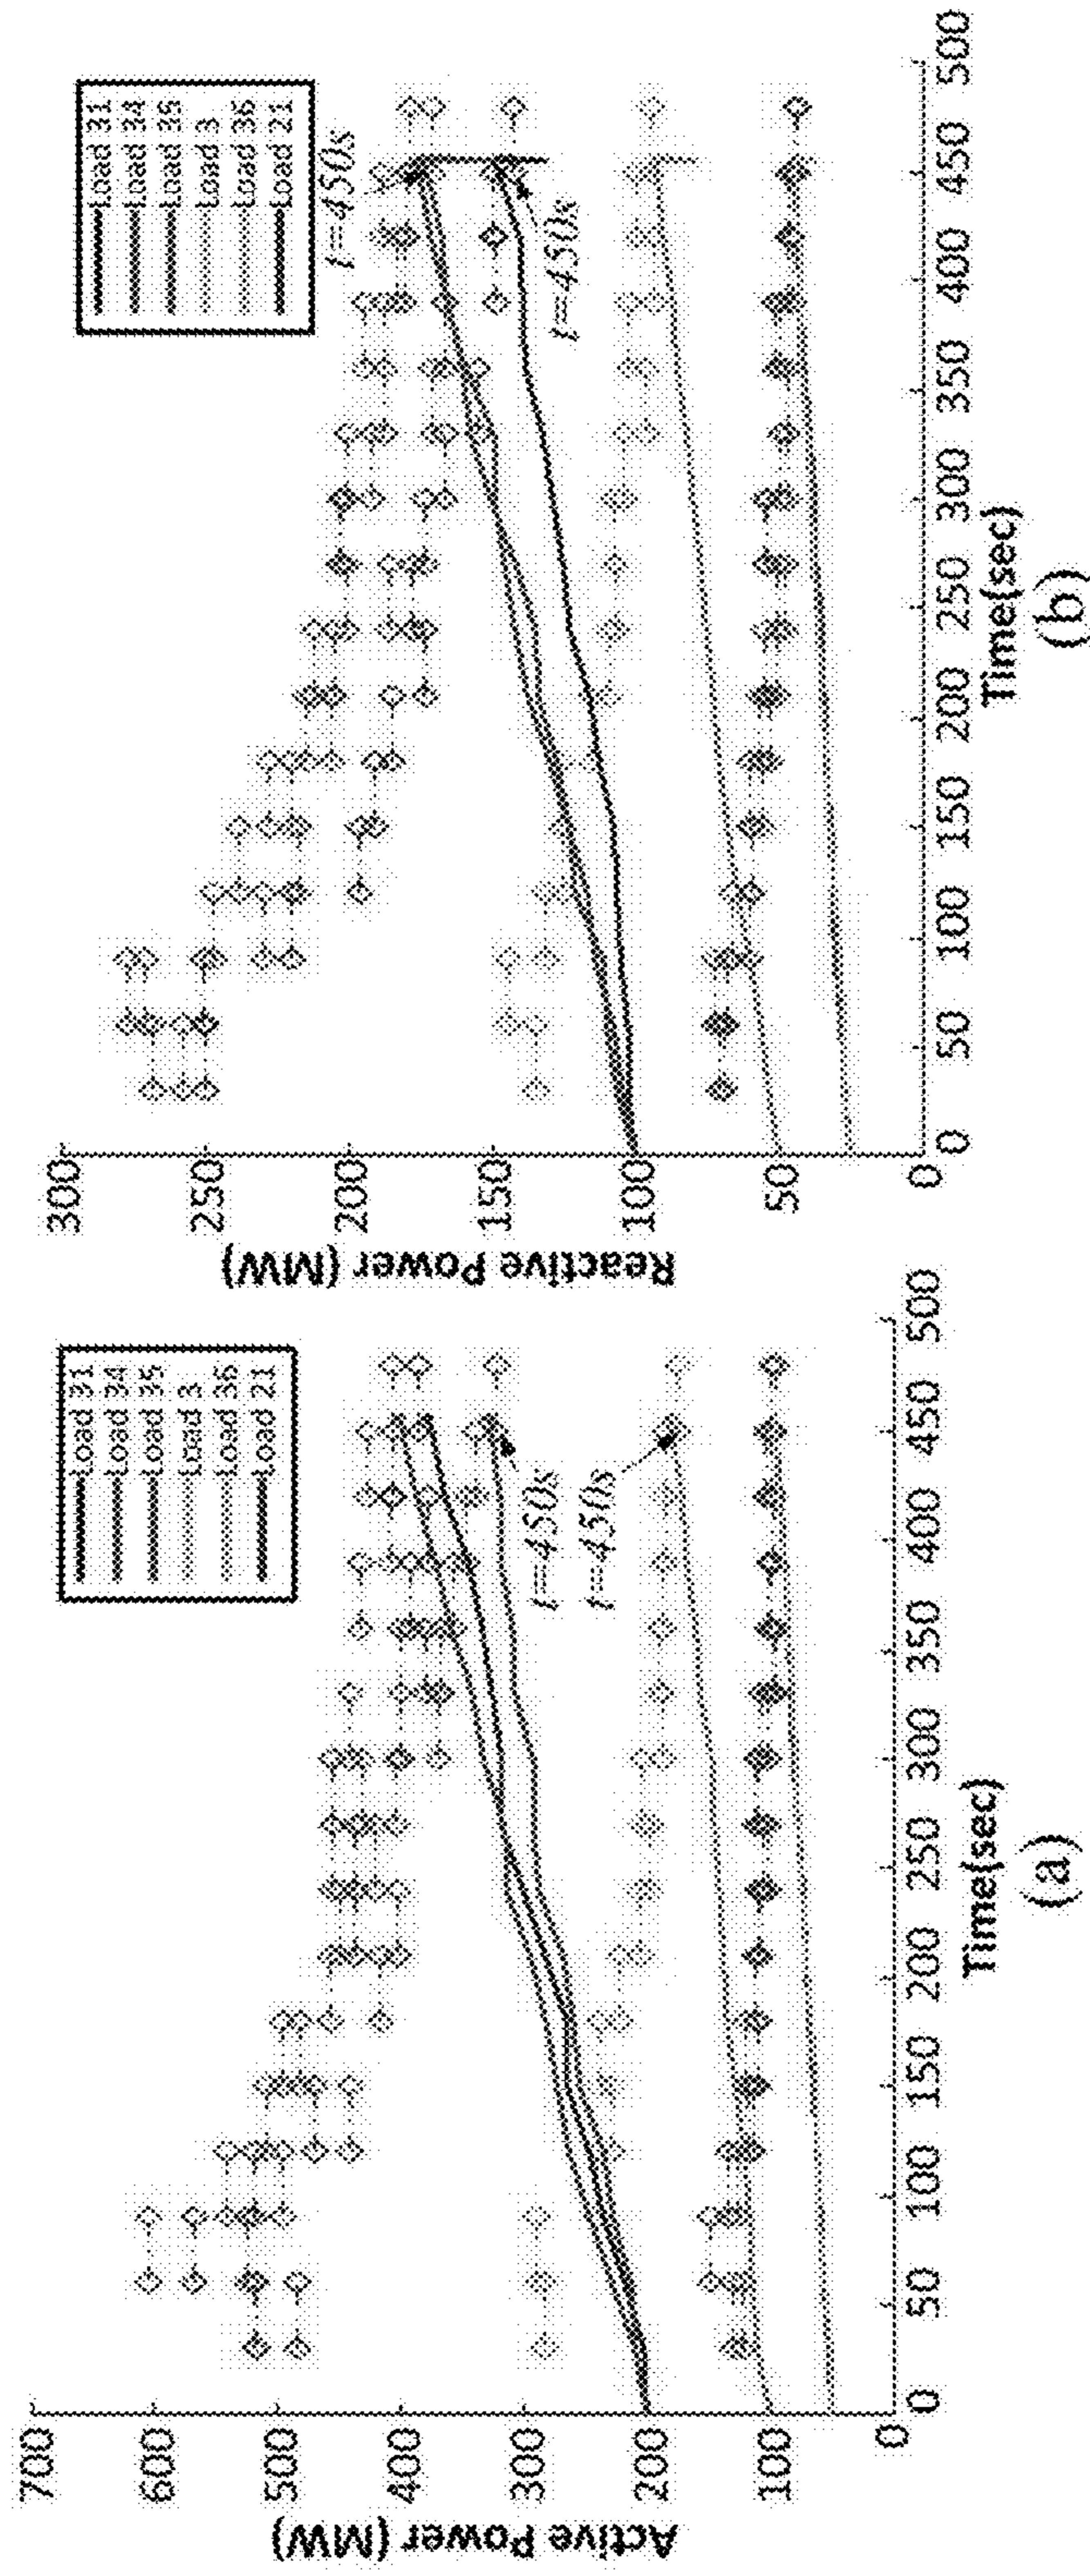 Active Power (MW)
700
600
500
400
300
200
100
0
Load 31
Load 34
Load 35
Load 3
Load 36
Load 21
t=450s
t=450s
0 50 100 150 200 250 300 350 400 450 500
Time(sec)
(a)
Reactive Power (MW)
300
250
200
150
100
50
0
Load 31
Load 34
Load 35
Load 3
Load 36
Load 21
t=450s
t=450s
0 50 100 150 200 250 300 350 400 450 500
Time(sec)
(b)